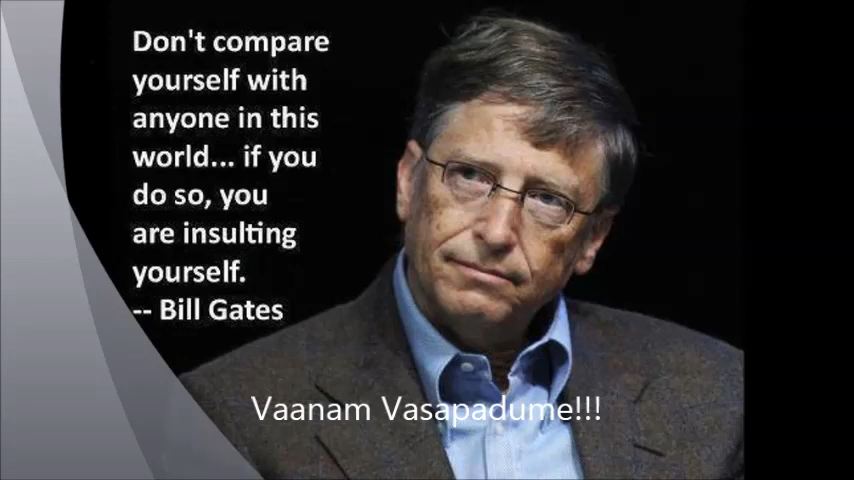 Don't compare
yourself with
anyone in this
world... if you
do so, you
are insulting
yourself.
-- Bill Gates
Vaanam Vasapadume!!!